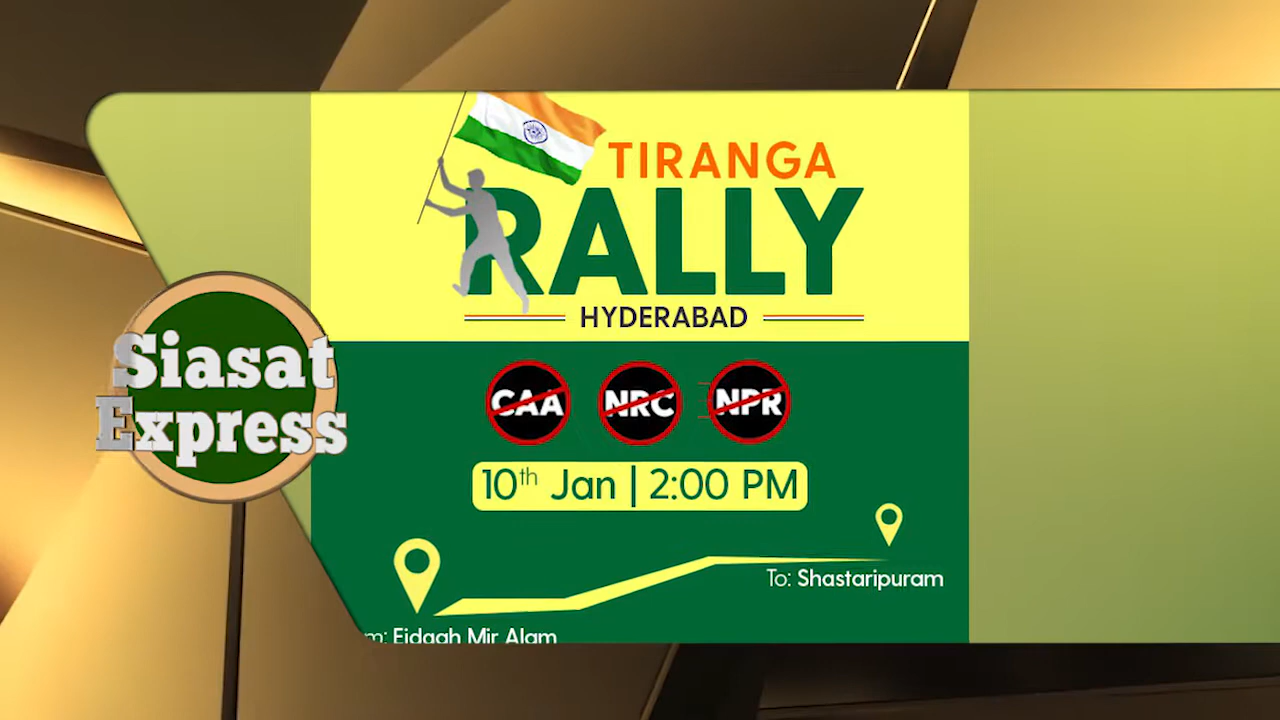 TIRANGA
RALLY
HYDERABAD
CAA NRC NPR
10th Jan | 2:00 PM
To: Shastaripuram
Eidgah Mir Alam
Siasat
Express